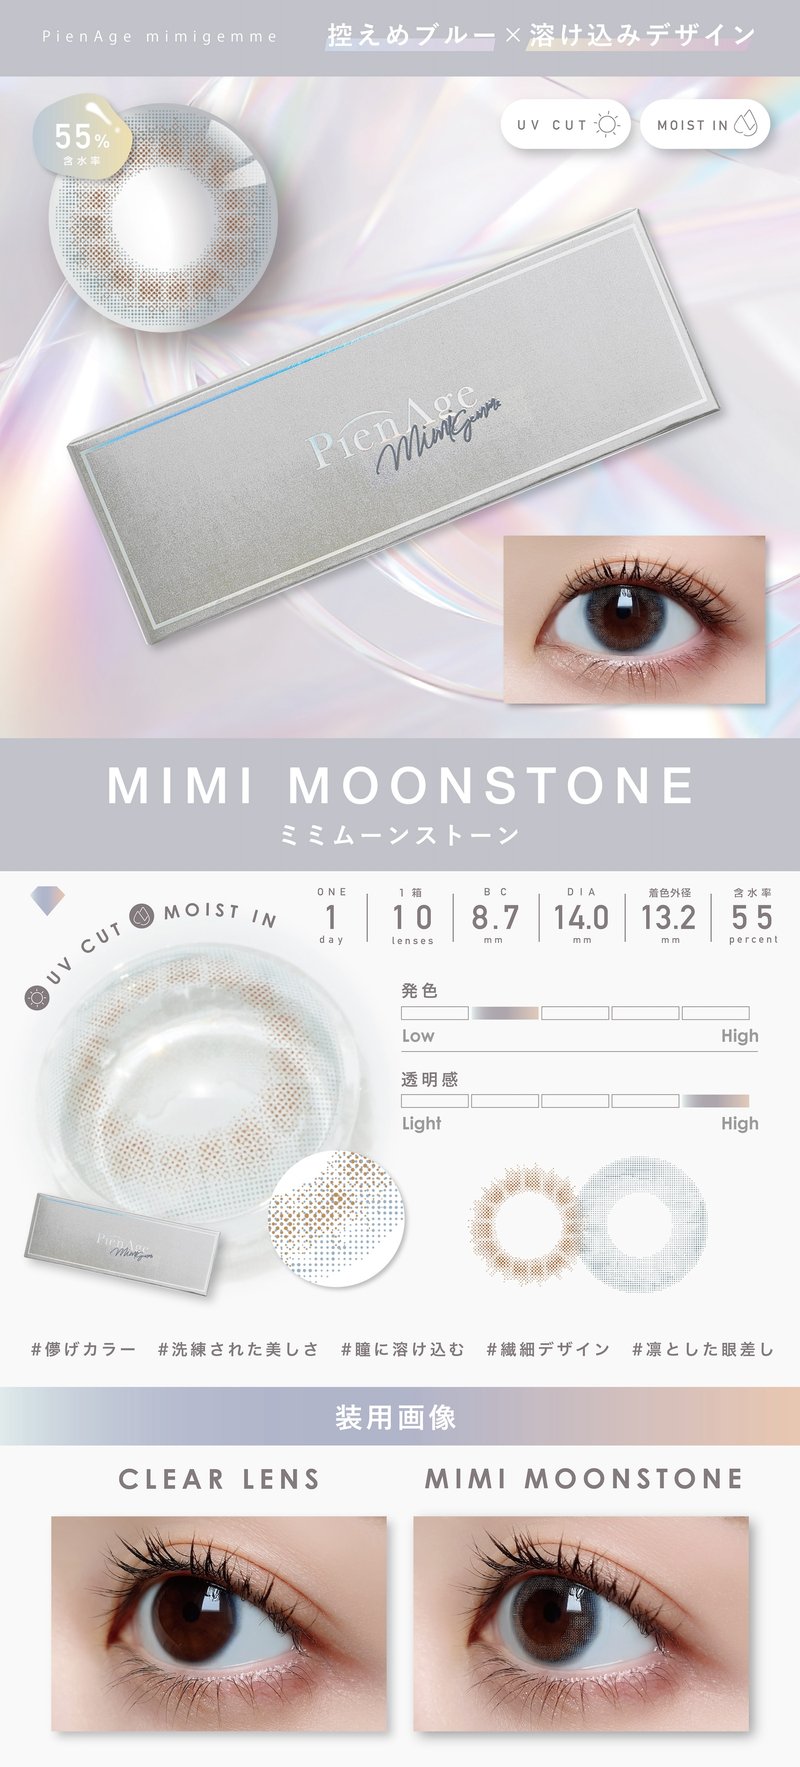 PienAge mimigemme
控えめブルー×溶け込みデザイン
55%
含水率
UV CUT
MOIST IN
PienAge
MimiGemme
MIMI MOONSTONE
ミミムーンストーン
UV CUT
MOIST IN
ONE
1
day
1箱
10
lenses
BC
8.7
mm
DIA
14.0
mm
着色外径
13.2
mm
含水率
55
percent
発色
Low High
透明感
Light High
PienAge
MimiGemme
#儚げカラー #洗練された美しさ #瞳に溶け込む #繊細デザイン #凛とした眼差し
装用画像
CLEAR LENS
MIMI MOONSTONE